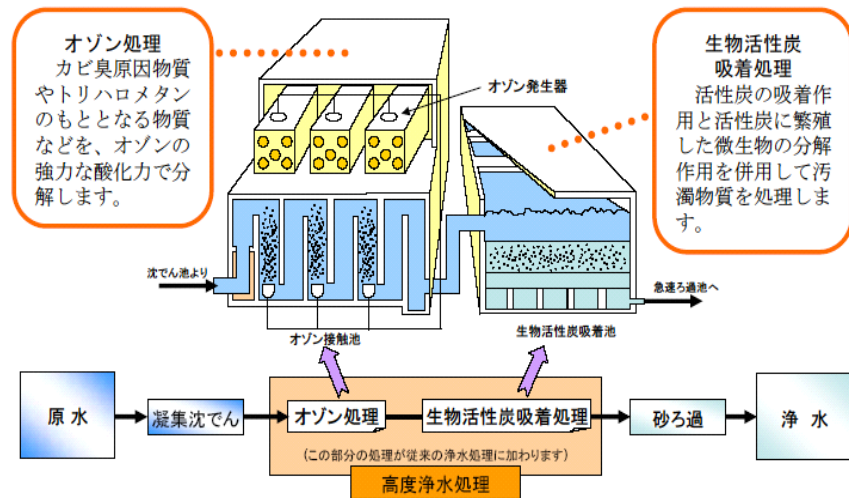 オゾン処理
カビ臭原因物質
やトリハロメタン
のもととなる物質
などを、オゾンの
強力な酸化力で分
解します。
オゾン発生器
生物活性炭
吸着処理
活性炭の吸着作
用と活性炭に繁殖
した微生物の分解
作用を併用して汚
濁物質を処理しま
す。
沈でん池より
オゾン接触池
生物活性炭吸着池
急速ろ過池へ
原水
凝集沈でん
オゾン処理
生物活性炭吸着処理
砂ろ過
浄水
(この部分の処理が従来の浄水処理に加わります)
高度浄水処理